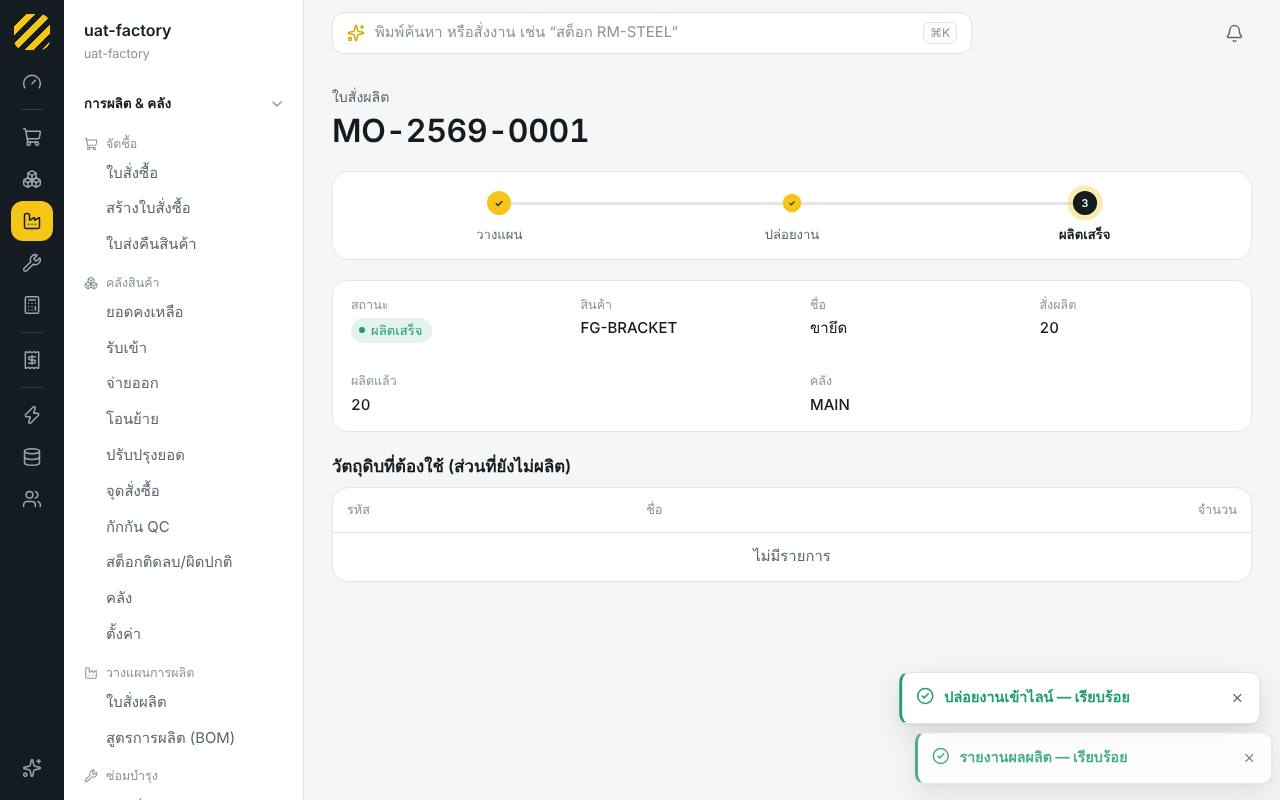 uat-factory
uat-factory
การผลิต & คลัง
จัดซื้อ
ใบสั่งซื้อ
สร้างใบสั่งซื้อ
ใบส่งคืนสินค้า
คลังสินค้า
ยอดคงเหลือ
รับเข้า
จ่ายออก
โอนย้าย
ปรับปรุงยอด
จุดสั่งซื้อ
กักกัน QC
สต็อกติดลบ/ผิดปกติ
คลัง
ตั้งค่า
วางแผนการผลิต
ใบสั่งผลิต
สูตรการผลิต (BOM)
ซ่อมบำรุง
พิมพ์ค้นหา หรือสั่งงาน เช่น “สต็อก RM-STEEL” ⌘K
ใบสั่งผลิต
MO-2569-0001
3
วางแผน ปล่อยงาน ผลิตเสร็จ
สถานะ สินค้า ชื่อ สั่งผลิต
ผลิตเสร็จ FG-BRACKET ขายึด 20
ผลิตแล้ว คลัง
20 MAIN
วัตถุดิบที่ต้องใช้ (ส่วนที่ยังไม่ผลิต)
รหัส ชื่อ จำนวน
ไม่มีรายการ
ปล่อยงานเข้าไลน์ — เรียบร้อย
รายงานผลผลิต — เรียบร้อย